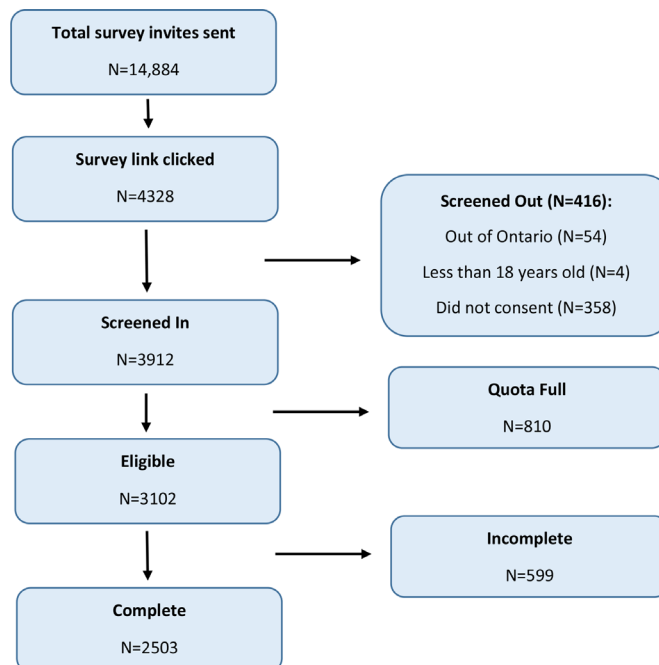 Total survey invites sent
N=14,884
Survey link clicked
N=4328
Screened Out (N=416):
Out of Ontario (N=54)
Less than 18 years old (N=4)
Did not consent (N=358)
Screened In
N=3912
Quota Full
N=810
Eligible
N=3102
Incomplete
N=599
Complete
N=2503